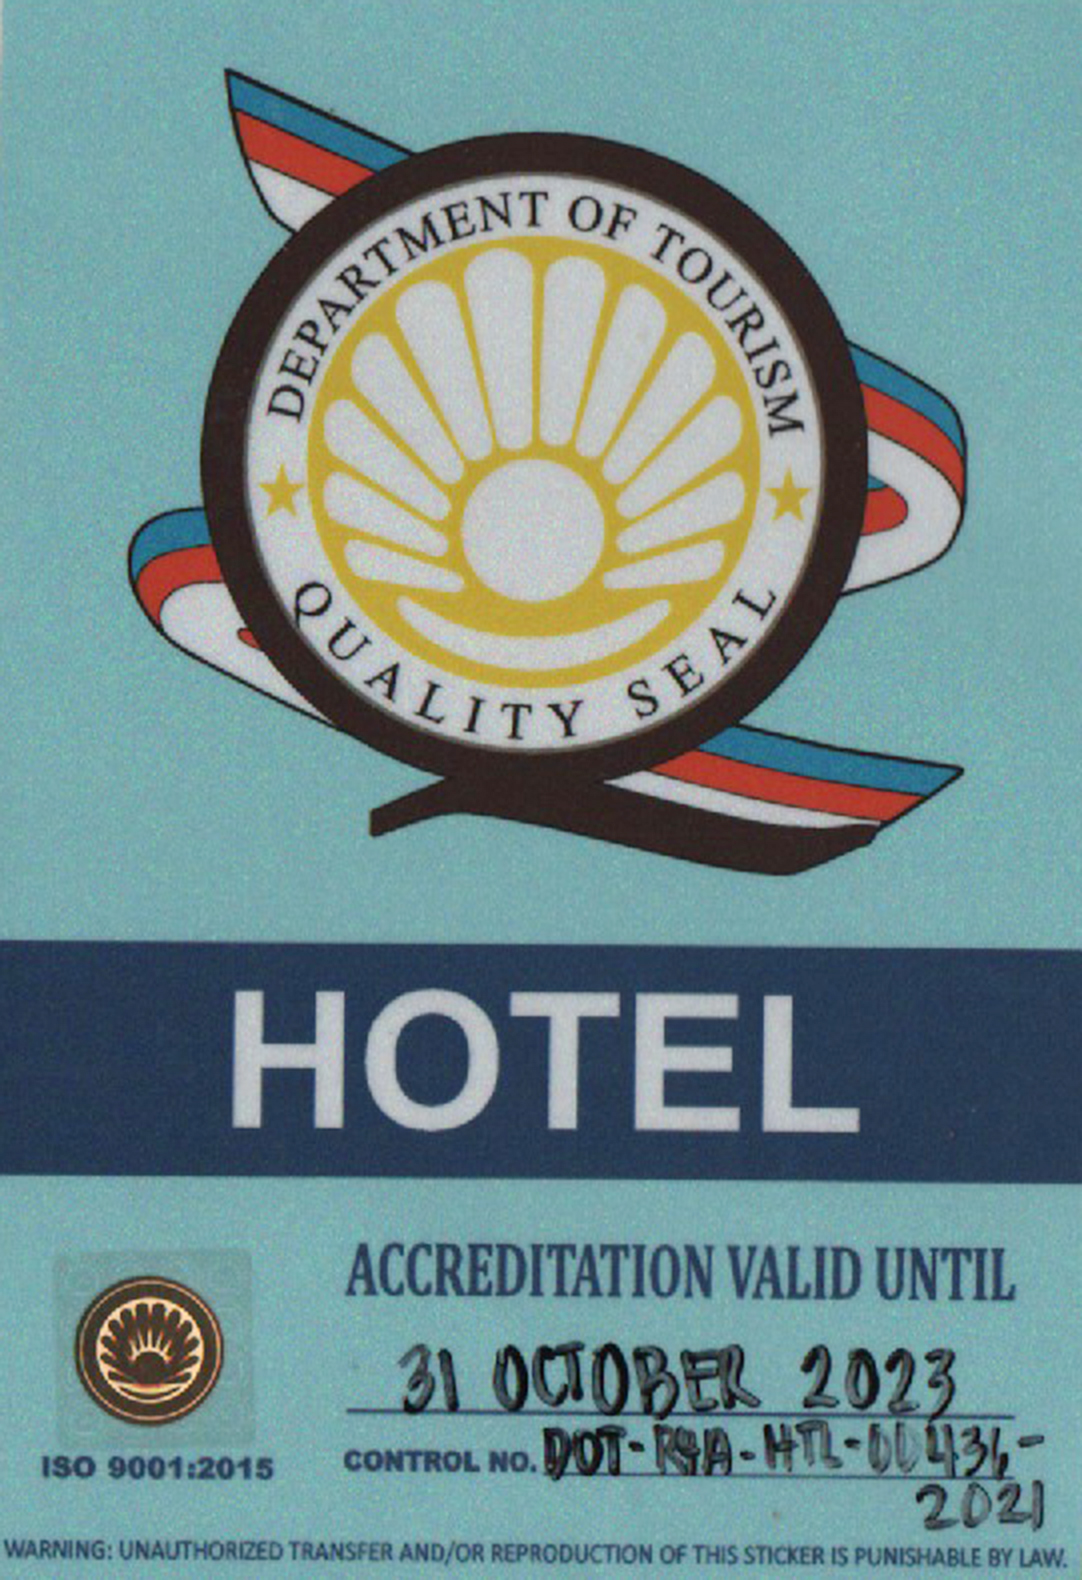 DEPARTMENT OF TOURISM
QUALITY SEAL
HOTEL
ACCREDITATION VALID UNTIL
31 OCTOBER 2023
CONTROL NO. DOT-R4A-HTL-00436-
2021
ISO 9001:2015
WARNING: UNAUTHORIZED TRANSFER AND/OR REPRODUCTION OF THIS STICKER IS PUNISHABLE BY LAW.